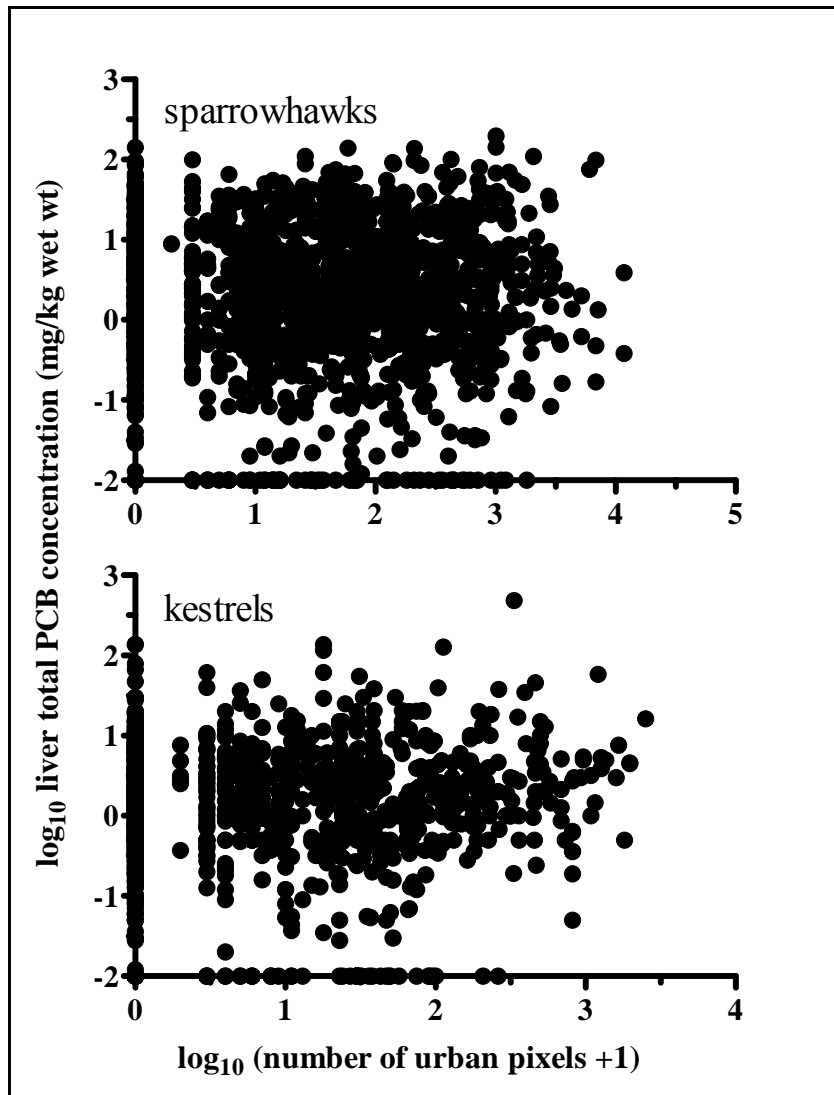 3
sparrowhawks
2
1
0
-1
-2
0 1 2 3 4 5
3
kestrels
2
1
0
-1
-2
0 1 2 3 4
log10 liver total PCB concentration (mg/kg wet wt)
log10 (number of urban pixels +1)